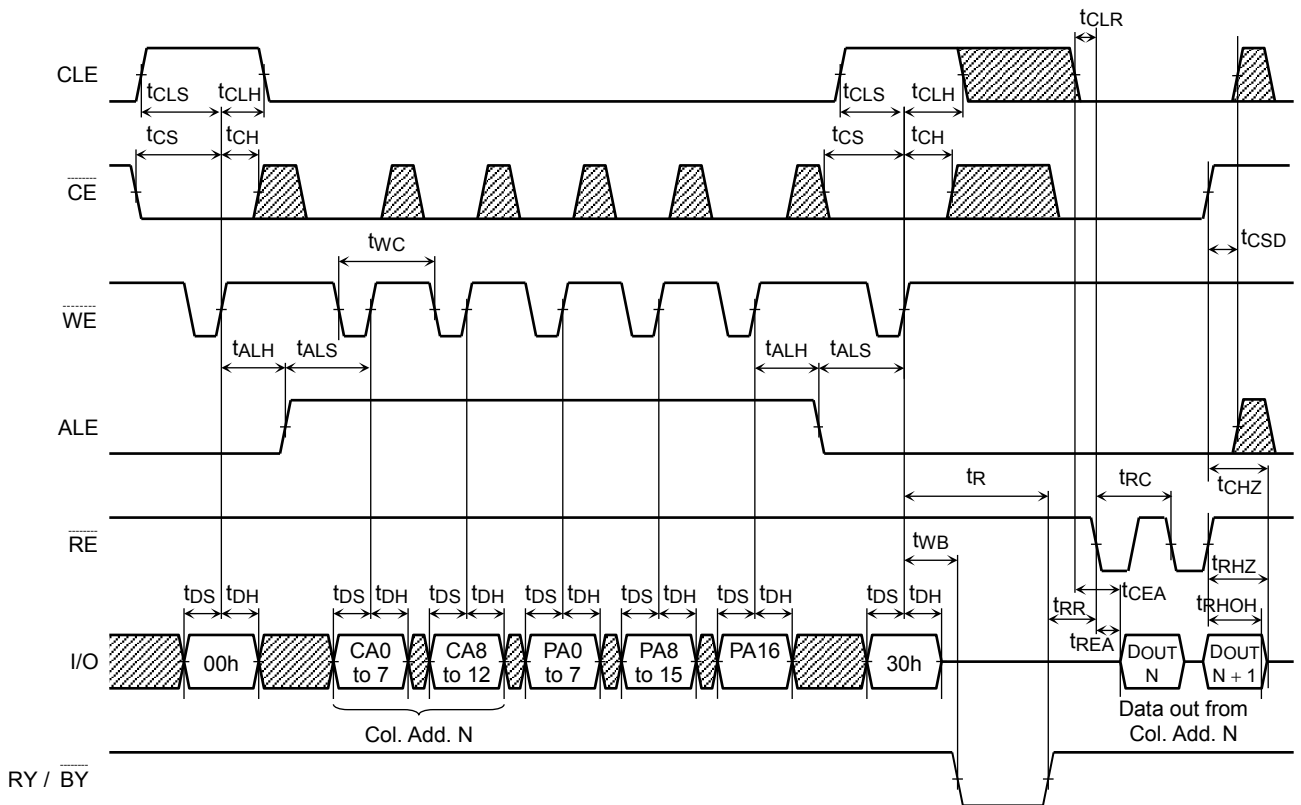 tCLR
CLE
tCLS tCLH tCLS tCLH
tCS tCH tCS tCH
CE
tWC tCSD
WE
tALH tALS tALH tALS
ALE
tR tRC tCHZ
RE
tWB tRHZ
tDS tDH tDS tDH tDS tDH tDS tDH tDS tDH tDS tDH tDS tDH tCEA
tRR tRHOH
tREA
I/O 00h CA0 to 7 CA8 to 12 PA0 to 7 PA8 to 15 PA16 30h DOUT N DOUT N + 1
Col. Add. N
Data out from
Col. Add. N
RY / BY